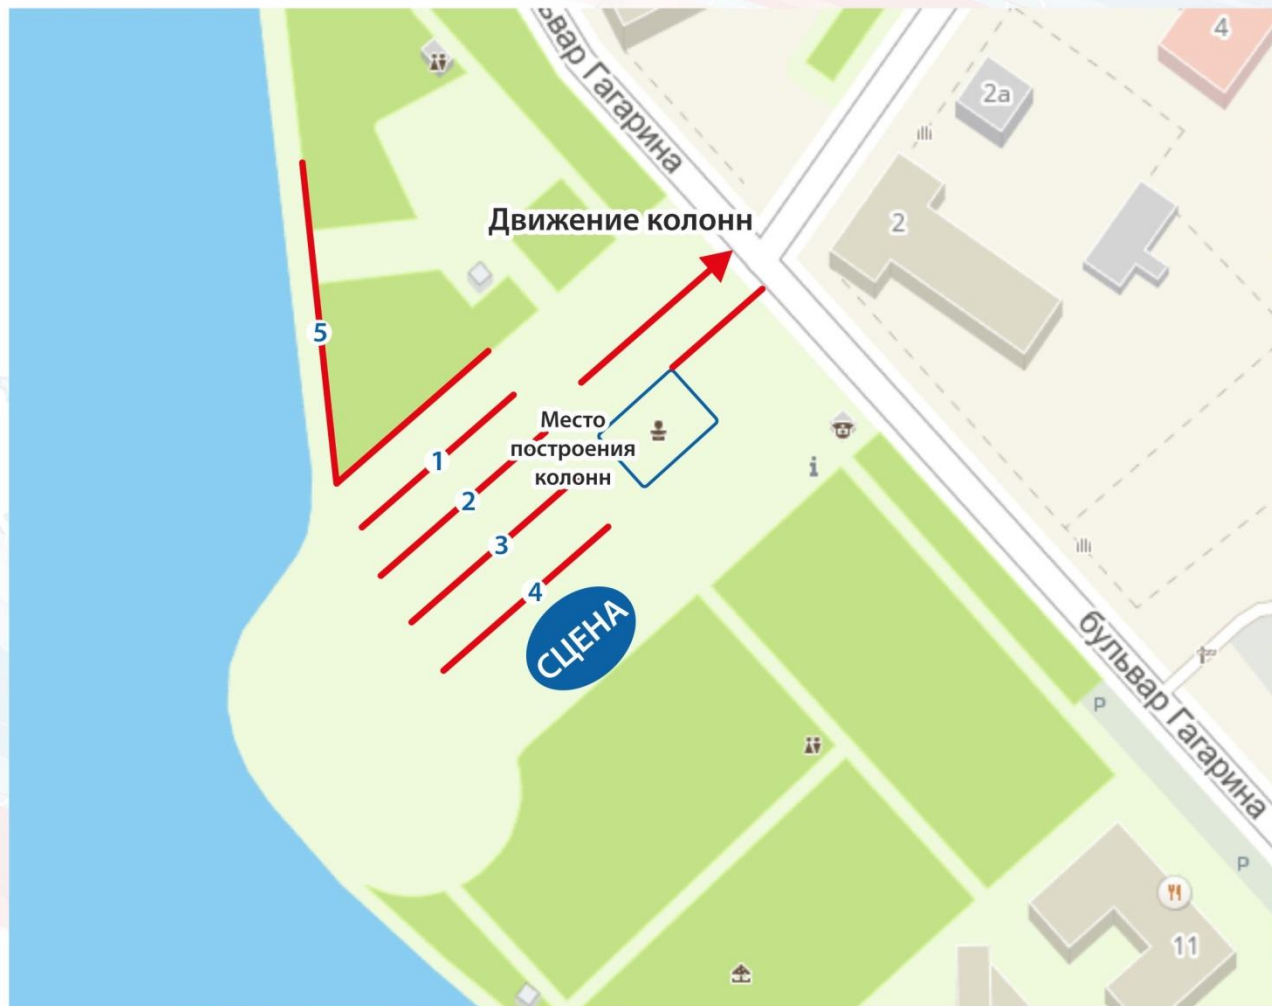 бульвар Гагарина
4
2а
2
Движение колонн
5
Место
построения
колонн
1
2
3
4
СЦЕНА
i
бульвар Гагарина
P
P
11